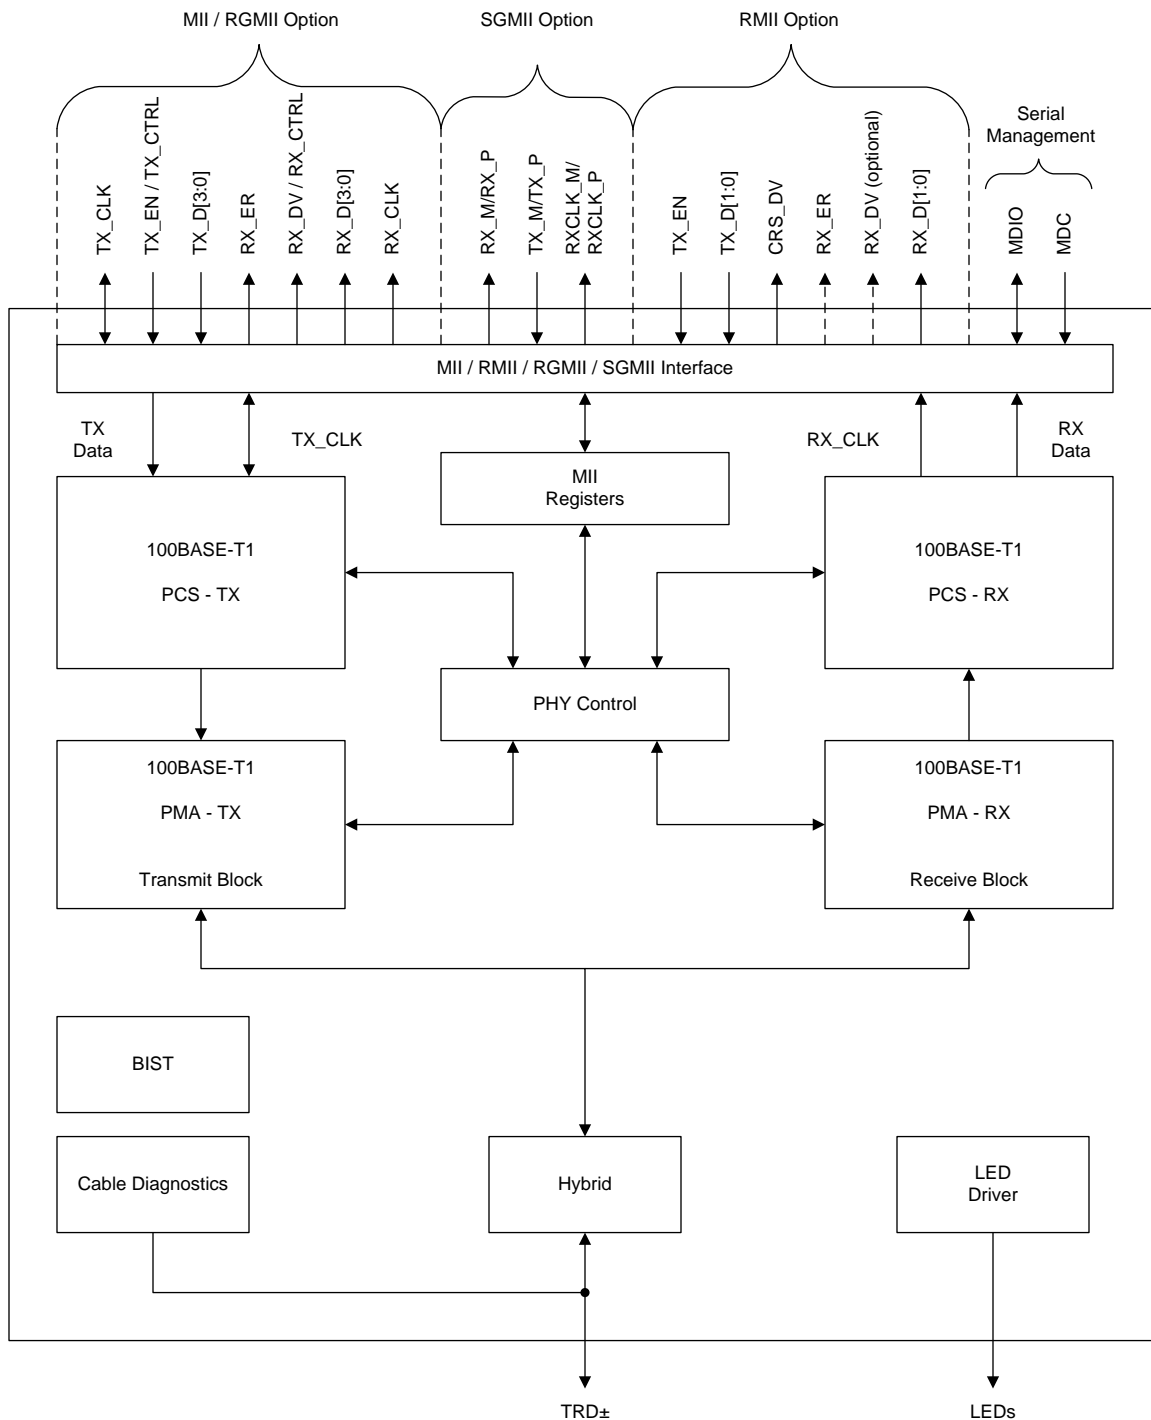 MII / RGMII Option
SGMII Option
RMII Option
Serial
Management
TX_CLK
TX_EN / TX_CTRL
TX_D[3:0]
RX_ER
RX_DV / RX_CTRL
RX_D[3:0]
RX_CLK
RX_M/RX_P
TX_M/TX_P
RXCLK_M/
RXCLK_P
TX_EN
TX_D[1:0]
CRS_DV
RX_ER
RX_DV (optional)
RX_D[1:0]
MDIO
MDC
MII / RMII / RGMII / SGMII Interface
TX
Data
TX_CLK
RX_CLK
RX
Data
MII
Registers
100BASE-T1
PCS - TX
100BASE-T1
PCS - RX
PHY Control
100BASE-T1
PMA - TX
Transmit Block
100BASE-T1
PMA - RX
Receive Block
BIST
Cable Diagnostics
Hybrid
LED
Driver
TRD±
LEDs